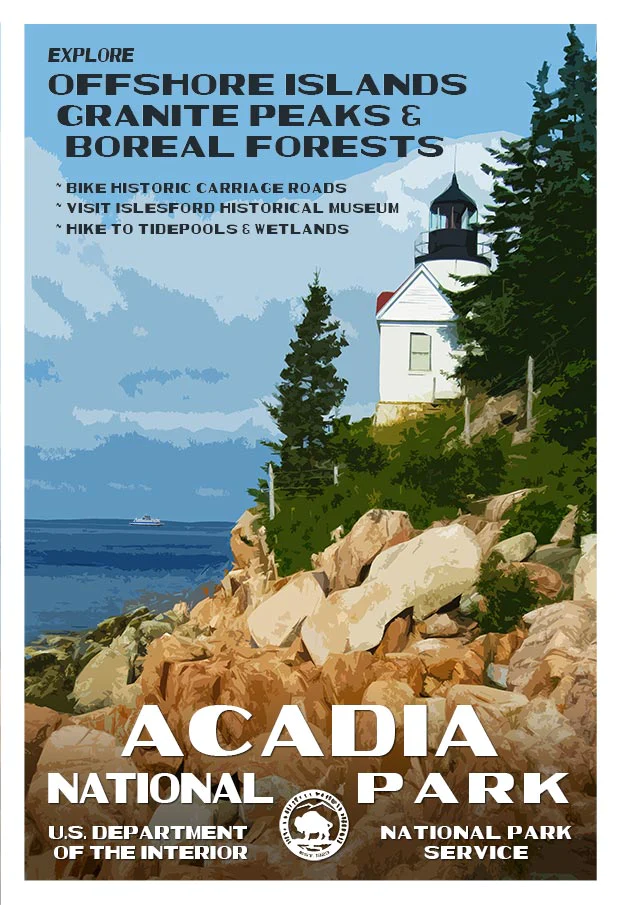 EXPLORE
OFFSHORE ISLANDS
GRANITE PEAKS &
BOREAL FORESTS
~ BIKE HISTORIC CARRIAGE ROADS
~ VISIT ISLESFORD HISTORICAL MUSEUM
~ HIKE TO TIDEPOOLS & WETLANDS
ACADIA
NATIONAL PARK
U.S. DEPARTMENT
OF THE INTERIOR
NATIONAL PARK
SERVICE